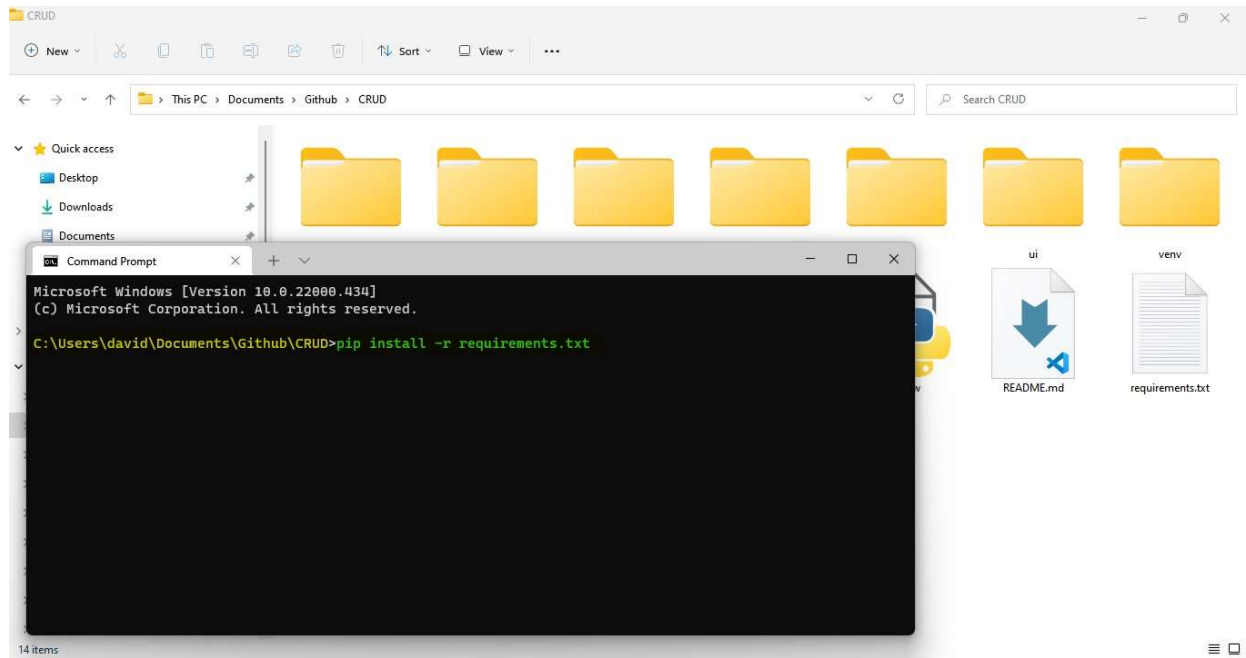 CRUD
New
Sort
View
This PC > Documents > Github > CRUD
Search CRUD
Quick access
Desktop
Downloads
Documents
ui
venv
Command Prompt
Microsoft Windows [Version 10.0.22000.434]
(c) Microsoft Corporation. All rights reserved.
C:\Users\david\Documents\Github\CRUD>pip install -r requirements.txt
README.md
requirements.txt
14 items